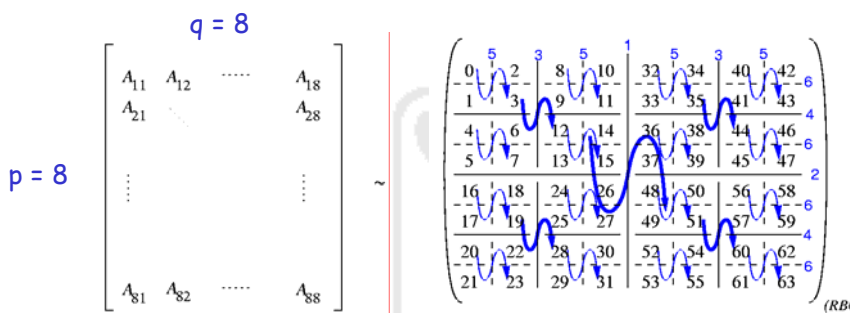 q = 8
p = 8
A11 A12 ..... A18
A21 A28
A81 A82 ..... A88
~
1
5 3 5 5 3 5
0 2 8 10 32 34 40 42
6
1 3 9 11 33 35 41 43
4
4 6 12 14 36 38 44 46
6
5 7 13 15 37 39 45 47
2
16 18 24 26 48 50 56 58
6
17 19 25 27 49 51 57 59
4
20 22 28 30 52 54 60 62
6
21 23 29 31 53 55 61 63